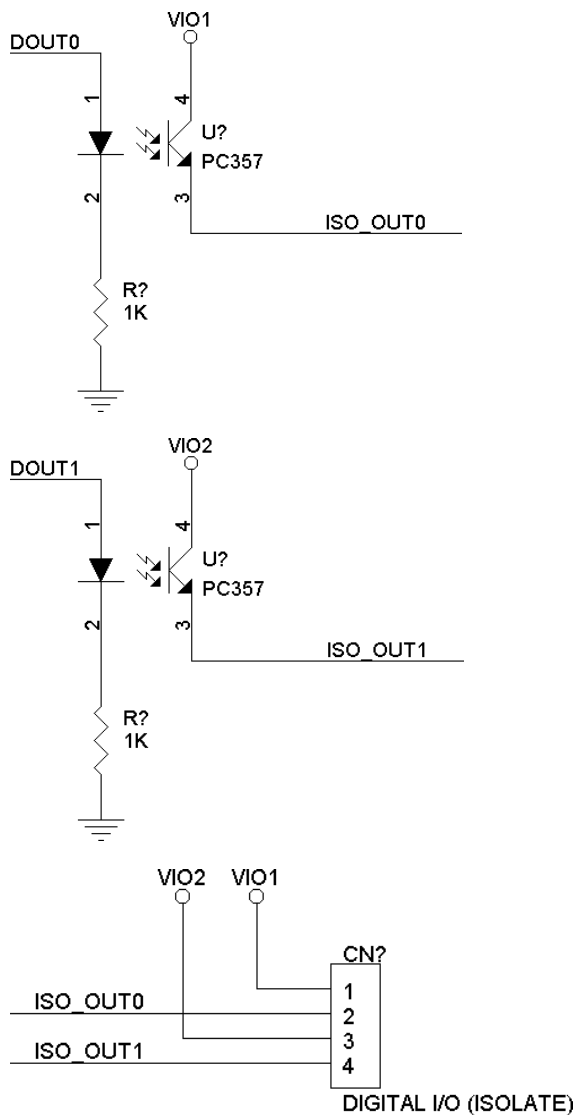 VIO1
DOUT0
1
4
U?
PC357
2
3
ISO_OUT0
R?
1K
VIO2
DOUT1
1
4
U?
PC357
2
3
ISO_OUT1
R?
1K
VIO2 VIO1
CN?
1
ISO_OUT0 2
3
ISO_OUT1 4
DIGITAL I/O (ISOLATE)